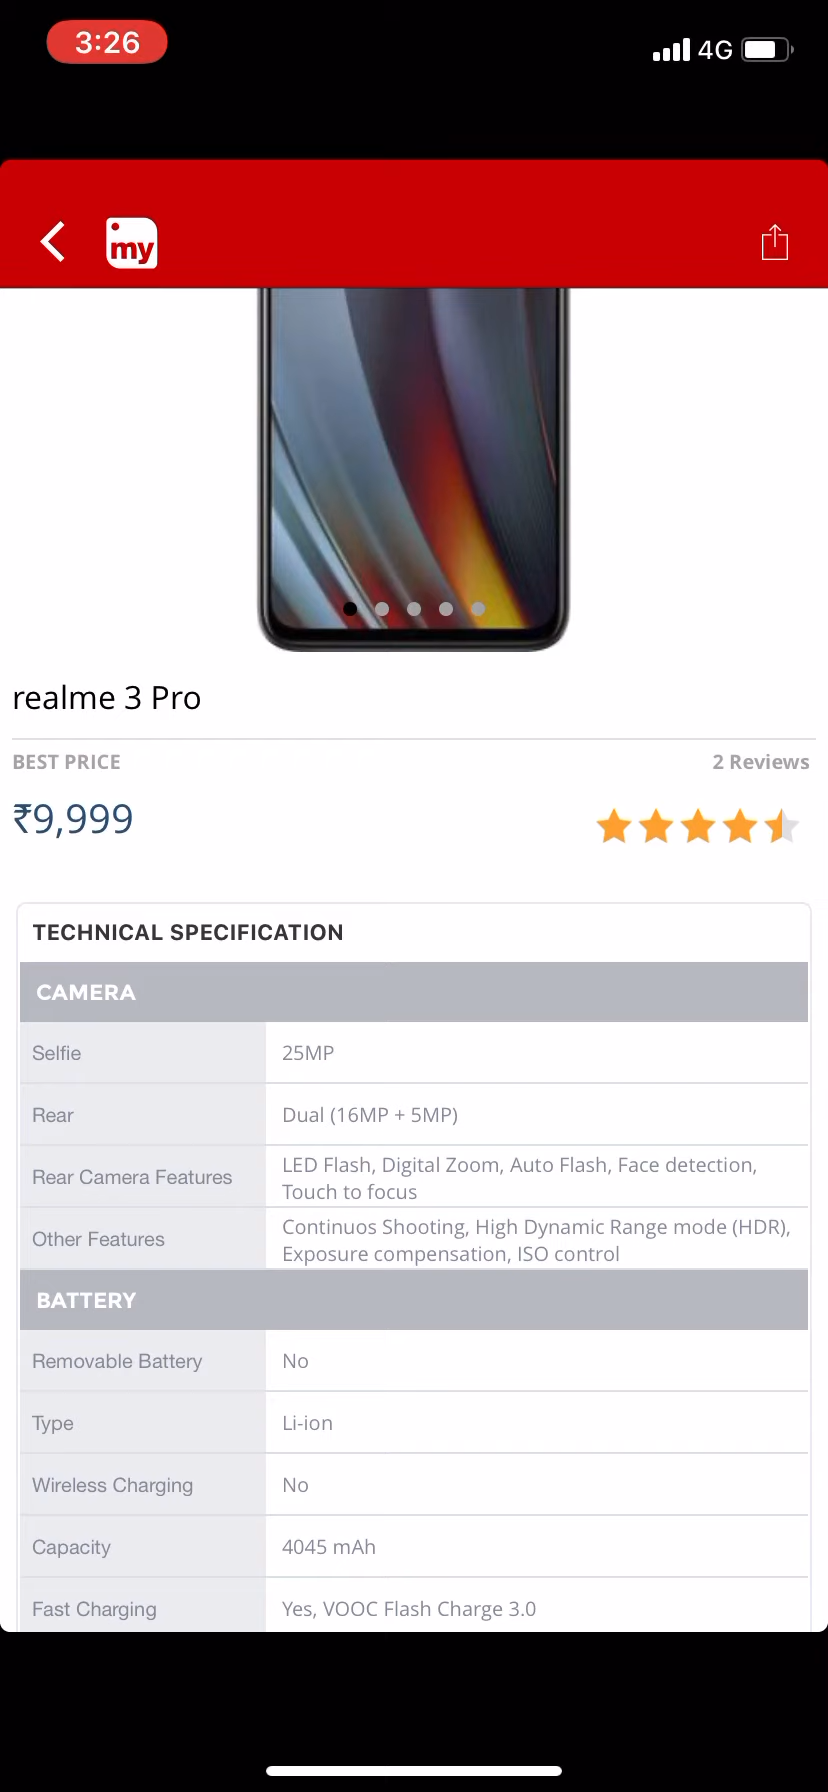 3:26
4G
my
realme 3 Pro
BEST PRICE
2 Reviews
₹9,999
TECHNICAL SPECIFICATION
CAMERA
Selfie 25MP
Rear Dual (16MP + 5MP)
Rear Camera Features LED Flash, Digital Zoom, Auto Flash, Face detection,
Touch to focus
Other Features Continuos Shooting, High Dynamic Range mode (HDR),
Exposure compensation, ISO control
BATTERY
Removable Battery No
Type Li-ion
Wireless Charging No
Capacity 4045 mAh
Fast Charging Yes, VOOC Flash Charge 3.0